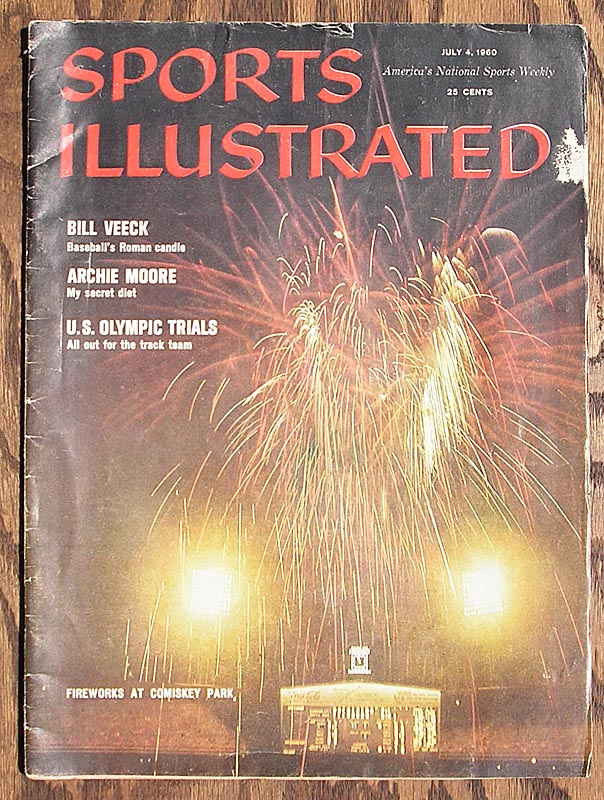 SPORTS
ILLUSTRATED
JULY 4, 1960
America's National Sports Weekly
25 CENTS
BILL VEECK
Baseball's Roman candle
ARCHIE MOORE
My secret diet
U.S. OLYMPIC TRIALS
All out for the track team
FIREWORKS AT COMISKEY PARK